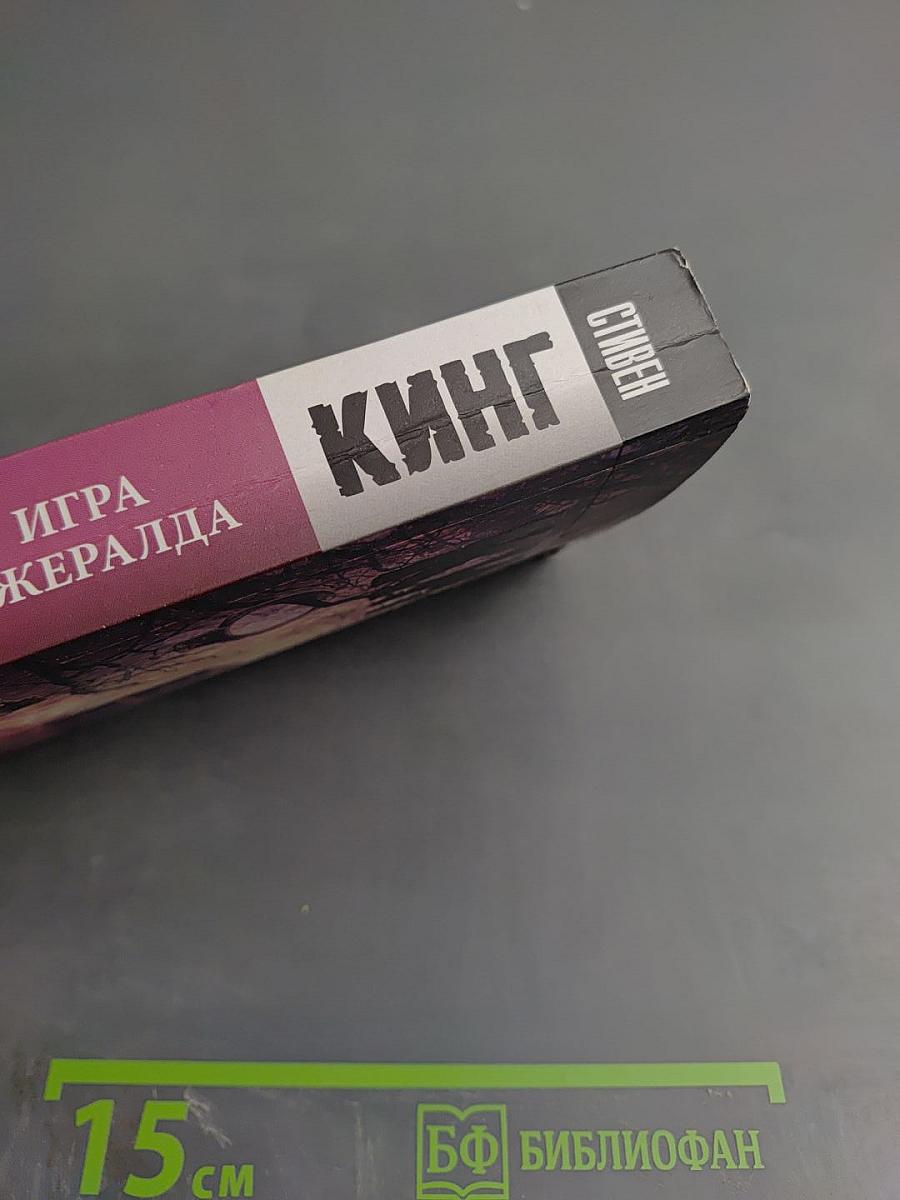 СТИВЕН
КИНГ
ИГРА
ЖЕРАЛДА
15 см
БФ БИБЛИОФАН